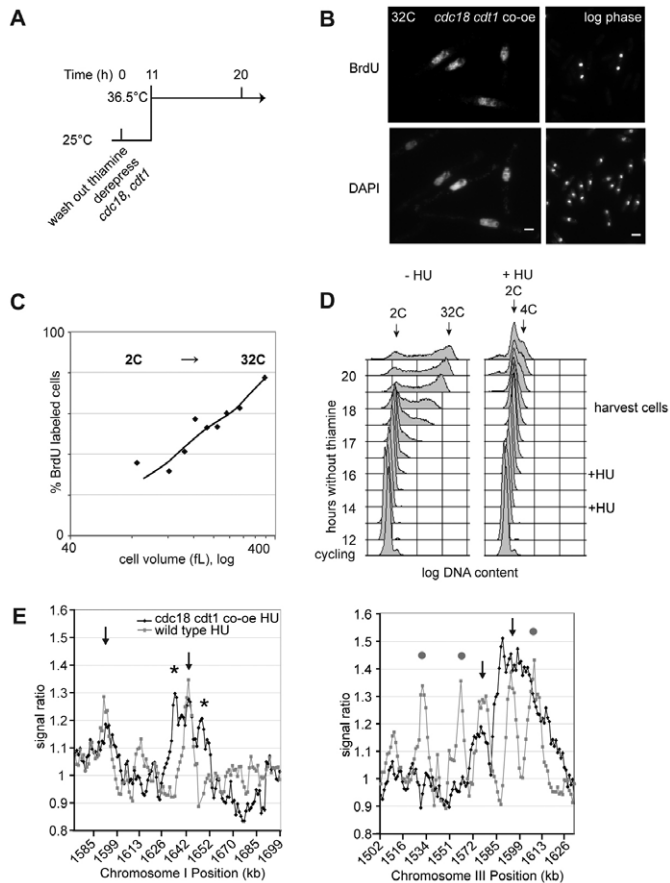 A
Time (h) 0 11 20
36.5°C
25°C
wash out thiamine
derepress
cdc18, cdt1
B
32C cdc18 cdt1 co-oe
log phase
BrdU
DAPI
C
100
2C → 32C
% BrdU labeled cells
0
40 400
cell volume (fL), log
D
- HU + HU
2C 32C 2C 4C
hours without thiamine
20
18
17
16
14
12
cycling
harvest cells
+HU
+HU
log DNA content
E
1.6
1.5
1.4
1.3
1.2
1.1
1
0.9
0.8
signal ratio
cdc18 cdt1 co-oe HU
wild type HU
* *
1585 1599 1613 1626 1642 1652 1670 1685 1699
Chromosome I Position (kb)
1.6
1.5
1.4
1.3
1.2
1.1
1
0.9
0.8
signal ratio
1502 1516 1534 1551 1572 1585 1599 1613 1626
Chromosome III Position (kb)